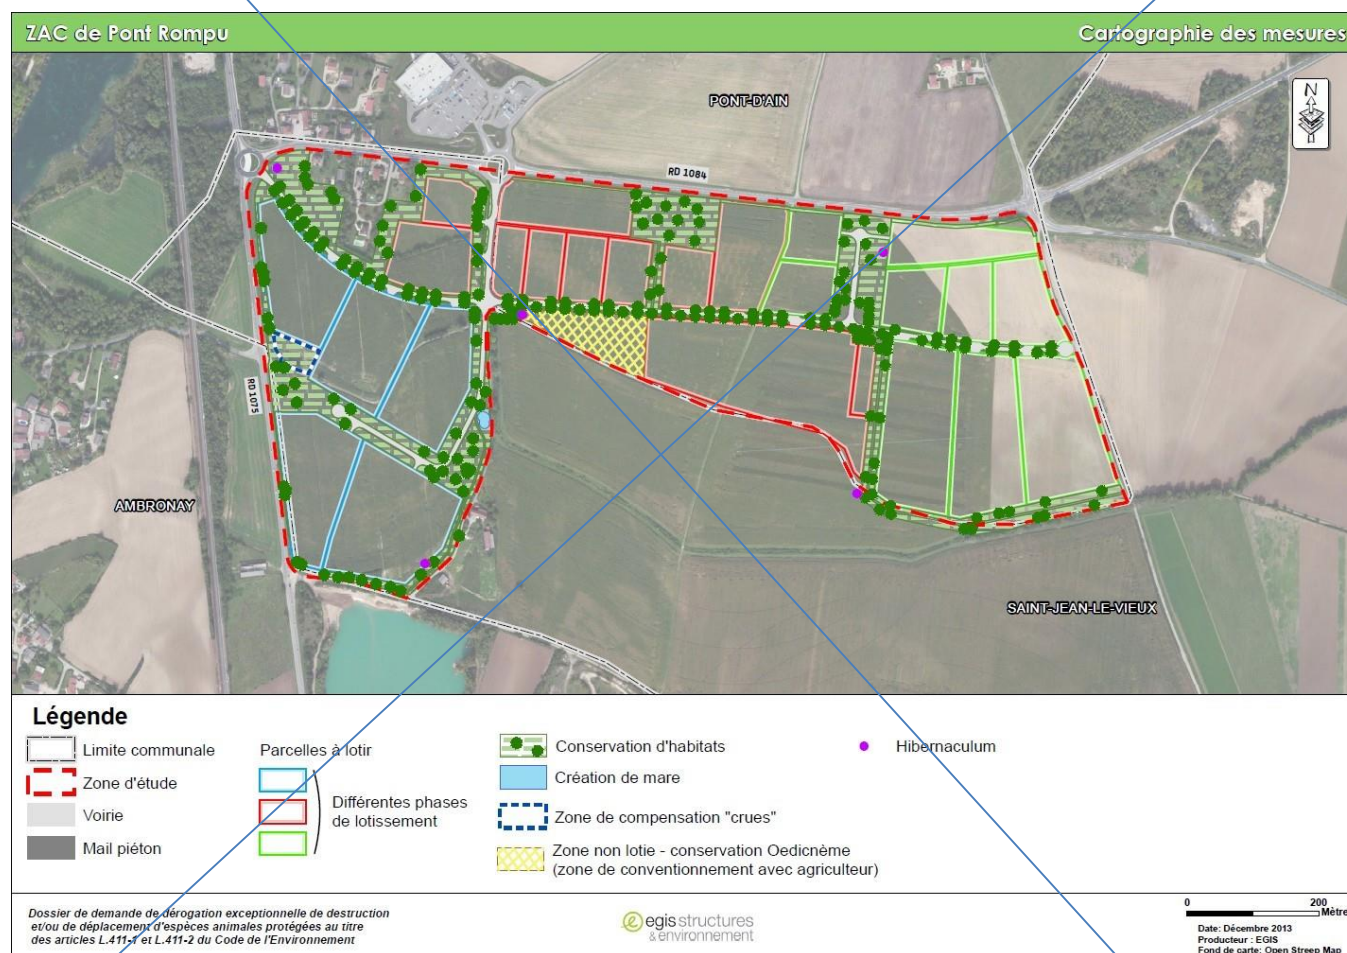 ZAC de Pont Rompu
Cartographie des mesures
PONT-D'AIN
N
RD 1084
RD 1075
AMBRONAY
SAINT-JEAN-LE-VIEUX
Légende
Limite communale
Zone d'étude
Voirie
Mail piéton
Parcelles à lotir
Différentes phases
de lotissement
Conservation d'habitats
Création de mare
Zone de compensation "crues"
Zone non lotie - conservation Oedicnème
(zone de conventionnement avec agriculteur)
Hibernaculum
Dossier de demande de dérogation exceptionnelle de destruction
et/ou de déplacement d'espèces animales protégées au titre
des articles L.411-1 et L.411-2 du Code de l'Environnement
egis structures
& environnement
0 200
Mètre
Date: Décembre 2013
Producteur : EGIS
Fond de carte: Open Streep Map